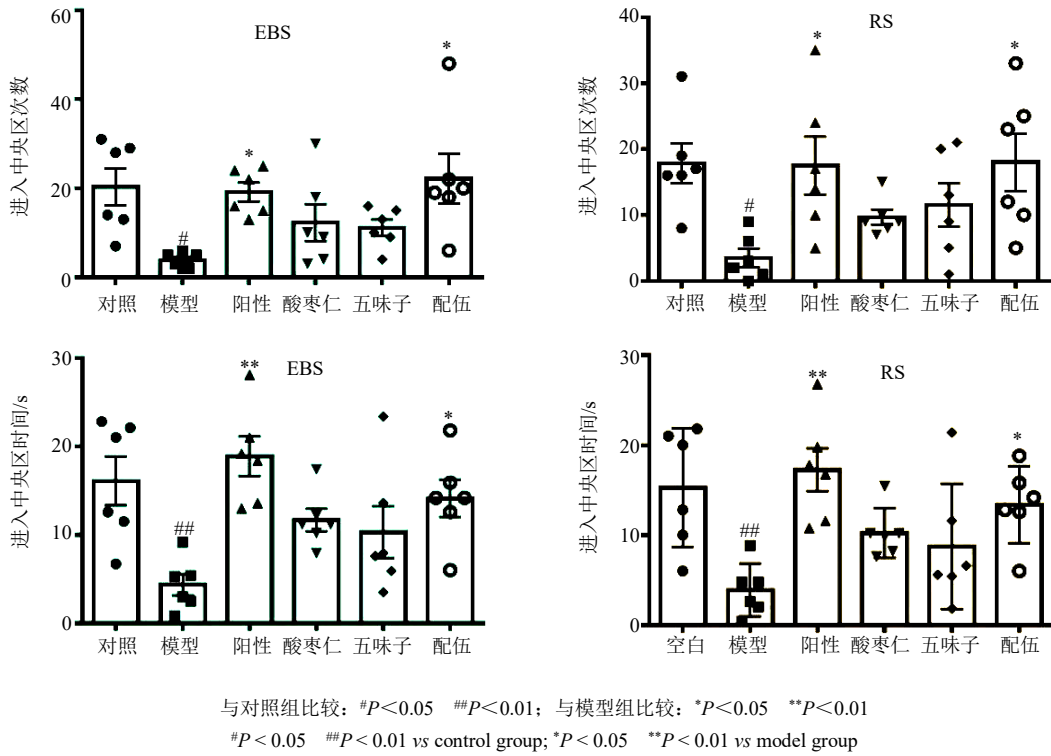 60
EBS
*
40
进入中央区次数
*
20
#
0
对照 模型 阳性 酸枣仁 五味子 配伍
40
RS
*
*
30
进入中央区次数
20
#
10
0
对照 模型 阳性 酸枣仁 五味子 配伍
30
**
EBS
*
20
进入中央区时间/s
10
##
0
对照 模型 阳性 酸枣仁 五味子 配伍
30
**
RS
*
20
进入中央区时间/s
10
##
0
空白 模型 阳性 酸枣仁 五味子 配伍
与对照组比较：#P＜0.05 ##P＜0.01；与模型组比较：*P＜0.05 **P＜0.01
#P < 0.05 ##P < 0.01 vs control group; *P < 0.05 **P < 0.01 vs model group